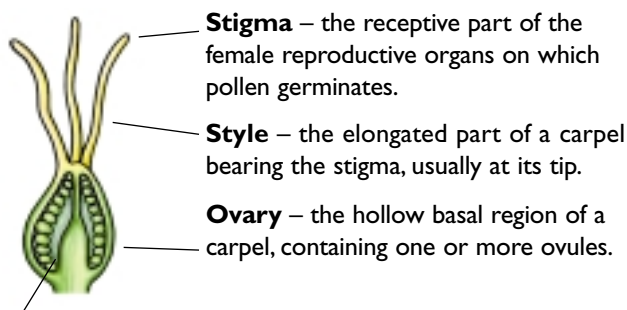 Stigma – the receptive part of the
female reproductive organs on which
pollen germinates.
Style – the elongated part of a carpel
bearing the stigma, usually at its tip.
Ovary – the hollow basal region of a
carpel, containing one or more ovules.